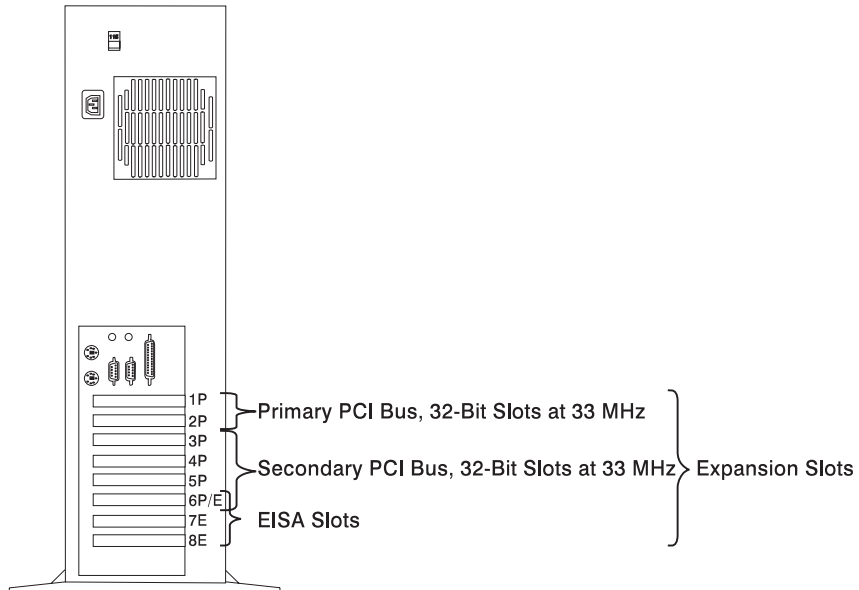 115
1P
2P
Primary PCI Bus, 32-Bit Slots at 33 MHz
3P
4P
5P
6P/E
Secondary PCI Bus, 32-Bit Slots at 33 MHz
Expansion Slots
7E
8E
EISA Slots